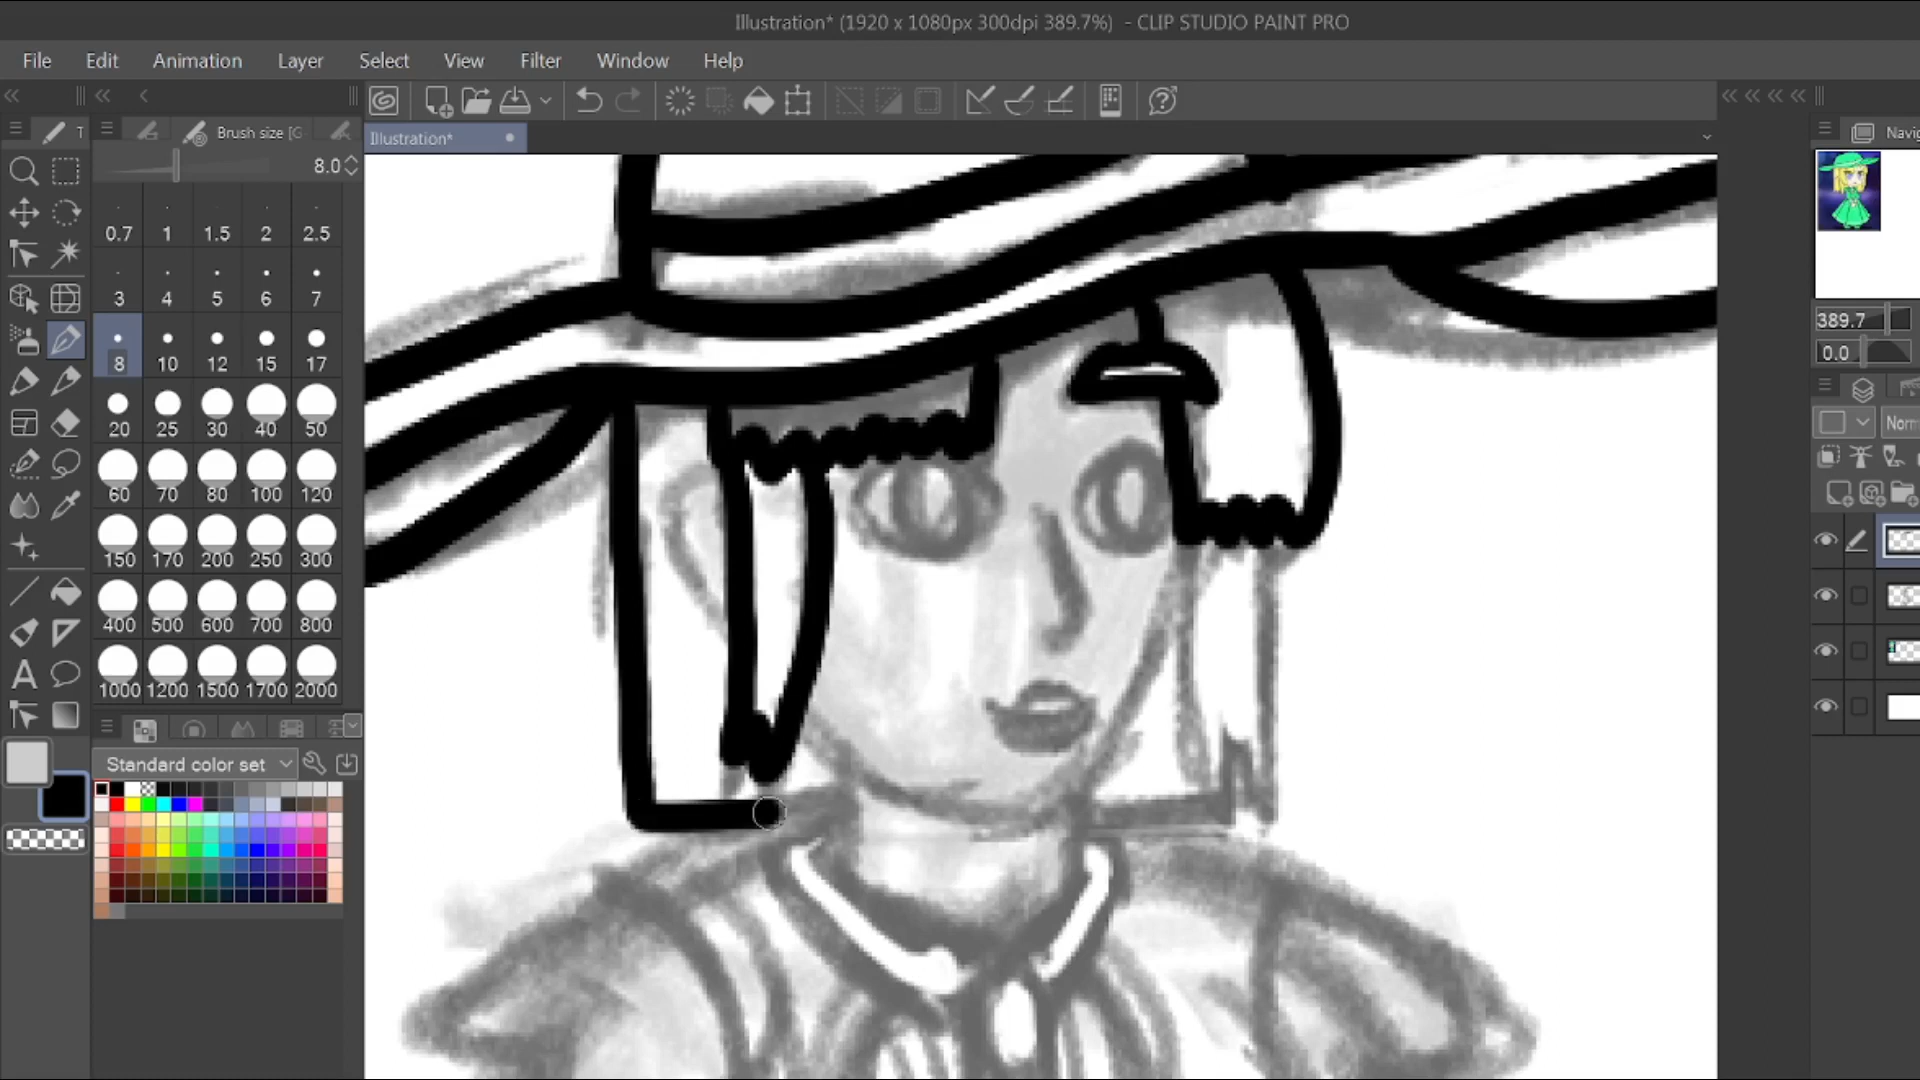 Illustration* (1920 x 1080px 300dpi 389.7%) - CLIP STUDIO PAINT PRO
File Edit Animation Layer Select View Filter Window Help
T Brush size [G Illustration* Navig
8.0
0.7 1 1.5 2 2.5
3 4 5 6 7
8 10 12 15 17
20 25 30 40 50
60 70 80 100 120
150 170 200 250 300
400 500 600 700 800
1000 1200 1500 1700 2000
Standard color set
A
389.7
0.0
Norm